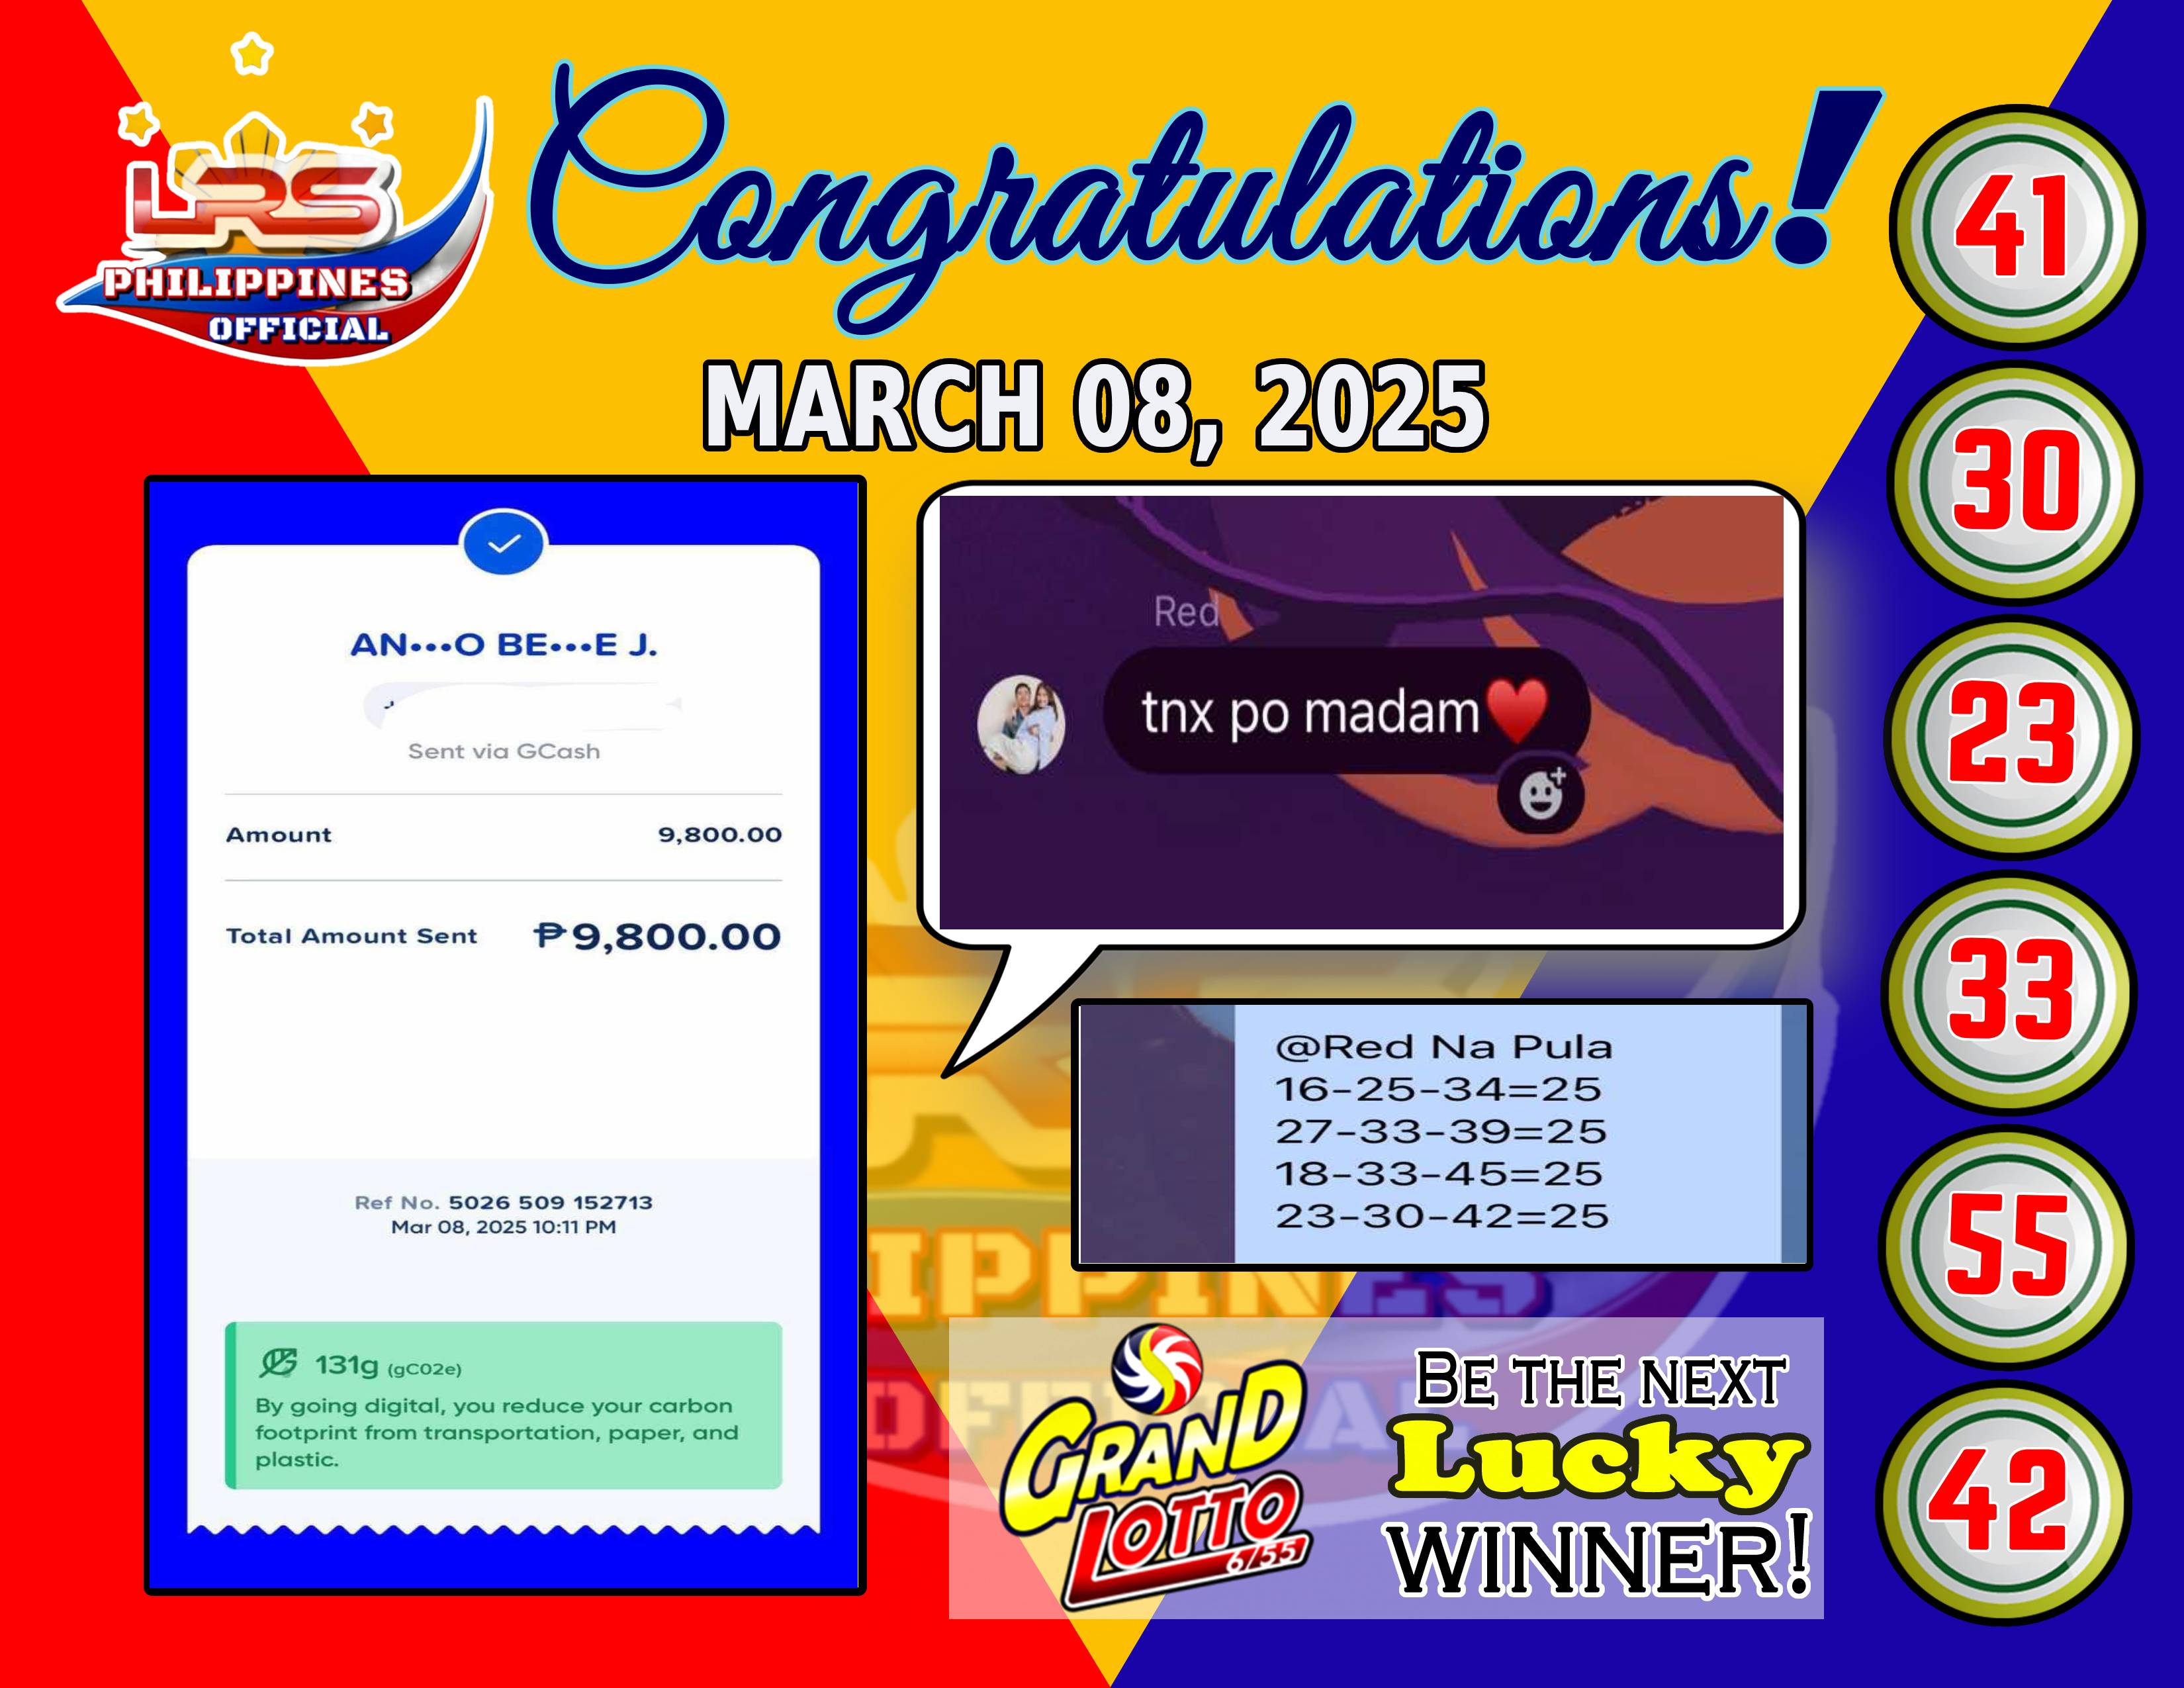 LRS
PHILIPPINES
OFFICIAL
Congratulations!
MARCH 08, 2025
AN•••O BE•••E J.
Sent via GCash
Amount 9,800.00
Total Amount Sent ₱9,800.00
Ref No. 5026 509 152713
Mar 08, 2025 10:11 PM
131g (gCO2e)
By going digital, you reduce your carbon
footprint from transportation, paper, and
plastic.
Red
tnx po madam❤️
@Red Na Pula
16-25-34=25
27-33-39=25
18-33-45=25
23-30-42=25
IPPINES
OFFICIAL
GRAND
LOTTO
6/55
BE THE NEXT
Lucky
WINNER!
41
30
23
33
55
42